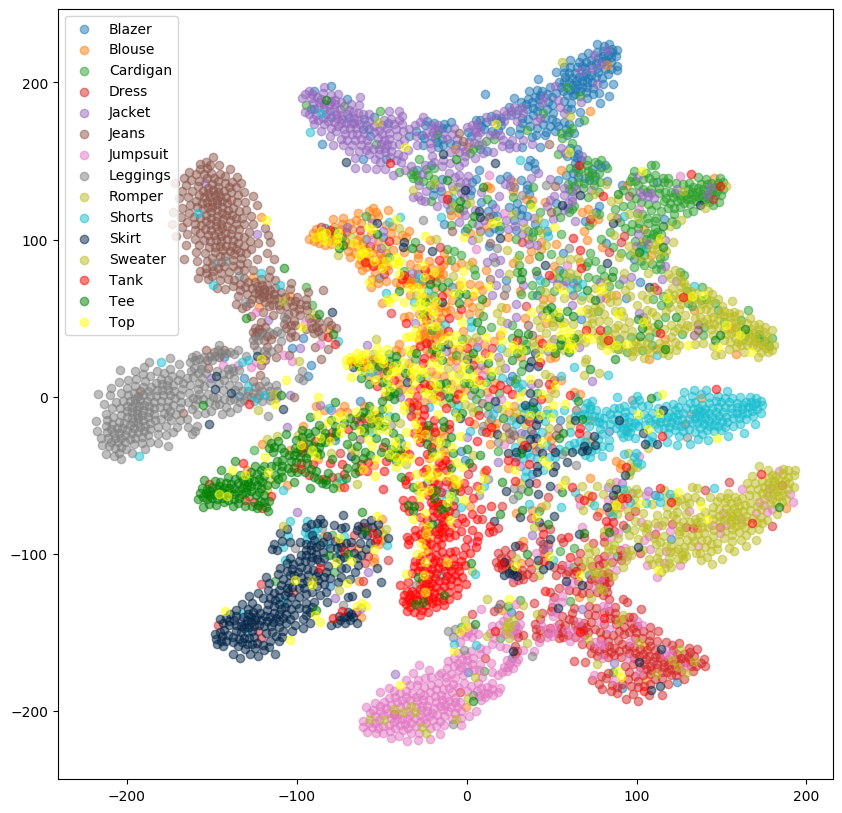 Blazer
Blouse
Cardigan
Dress
Jacket
Jeans
Jumpsuit
Leggings
Romper
Shorts
Skirt
Sweater
Tank
Tee
Top
200
100
0
−100
−200
−200
−100
0
100
200